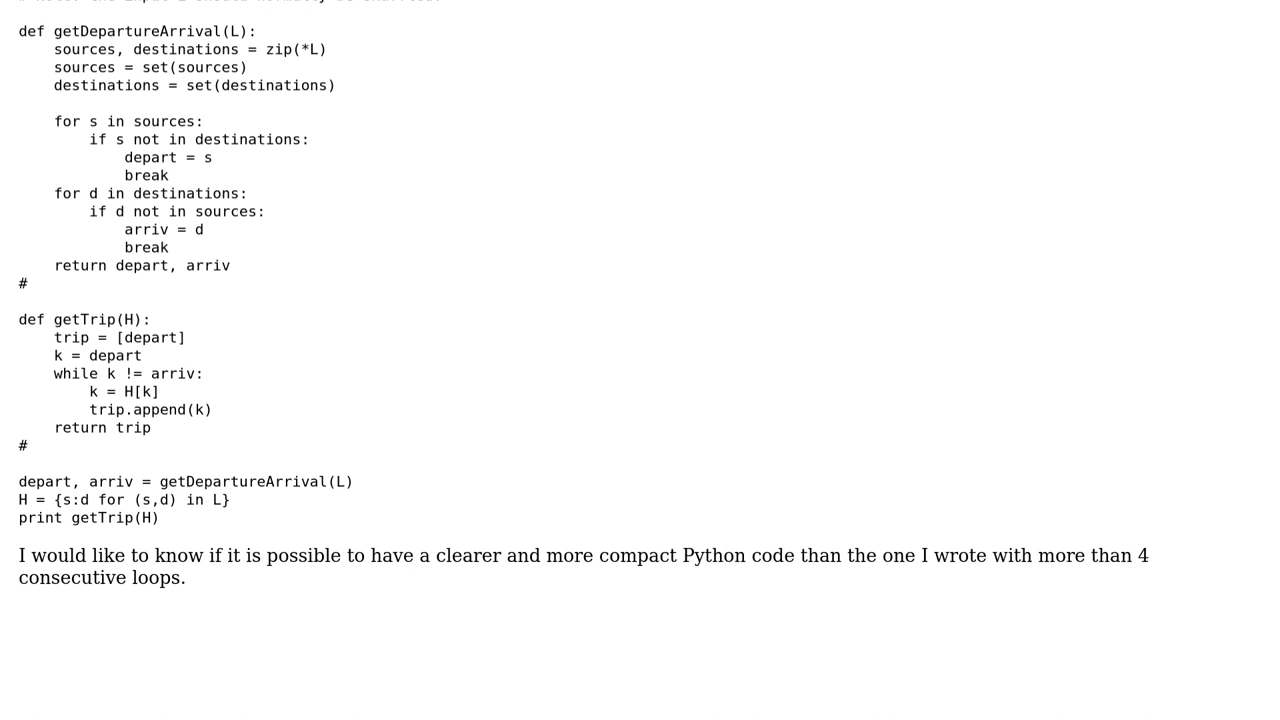 def getDepartureArrival(L):
    sources, destinations = zip(*L)
    sources = set(sources)
    destinations = set(destinations)

    for s in sources:
        if s not in destinations:
            depart = s
            break
    for d in destinations:
        if d not in sources:
            arriv = d
            break
    return depart, arriv
#

def getTrip(H):
    trip = [depart]
    k = depart
    while k != arriv:
        k = H[k]
        trip.append(k)
    return trip
#

depart, arriv = getDepartureArrival(L)
H = {s:d for (s,d) in L}
print getTrip(H)

I would like to know if it is possible to have a clearer and more compact Python code than the one I wrote with more than 4
consecutive loops.